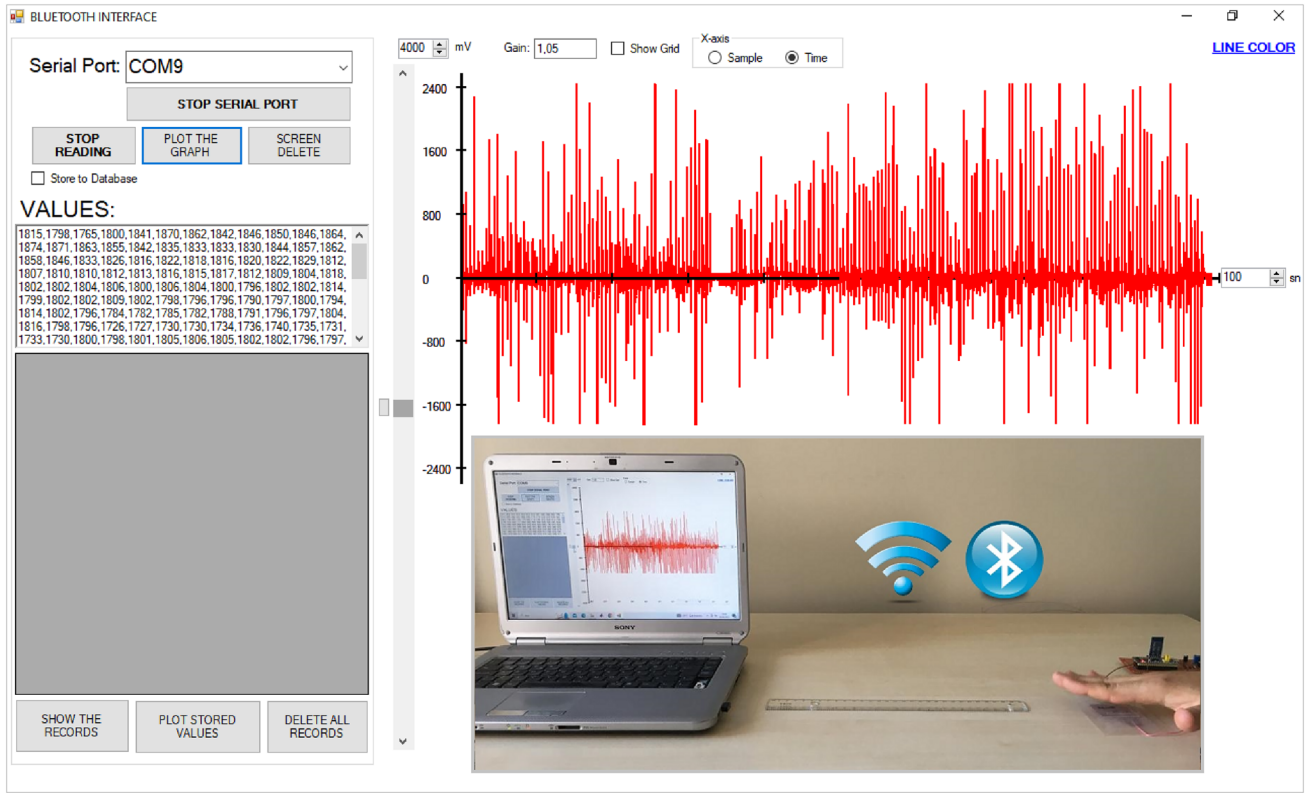 BLUETOOTH INTERFACE
Serial Port: COM9
STOP SERIAL PORT
STOP
READING
PLOT THE
GRAPH
SCREEN
DELETE
Store to Database
VALUES:
1815,1798,1765,1800,1841,1870,1862,1842,1846,1850,1846,1864,
1874,1871,1863,1855,1842,1835,1833,1833,1830,1844,1857,1862,
1858,1846,1833,1826,1816,1822,1818,1816,1820,1822,1829,1812,
1807,1810,1810,1812,1813,1816,1815,1817,1812,1809,1804,1818,
1802,1802,1804,1806,1800,1806,1804,1800,1796,1802,1802,1814,
1799,1802,1802,1809,1802,1798,1796,1796,1790,1797,1800,1794,
1814,1802,1796,1784,1782,1785,1782,1788,1791,1796,1797,1804,
1816,1798,1796,1726,1727,1730,1730,1734,1736,1740,1735,1731,
1733,1730,1800,1798,1801,1805,1806,1805,1802,1802,1796,1797,
SHOW THE
RECORDS
PLOT STORED
VALUES
DELETE ALL
RECORDS
4000 mV Gain: 1,05 Show Grid
X-axis
Sample Time
LINE COLOR
2400
1600
800
0
-800
-1600
-2400
100 sn
VALUES
SONY